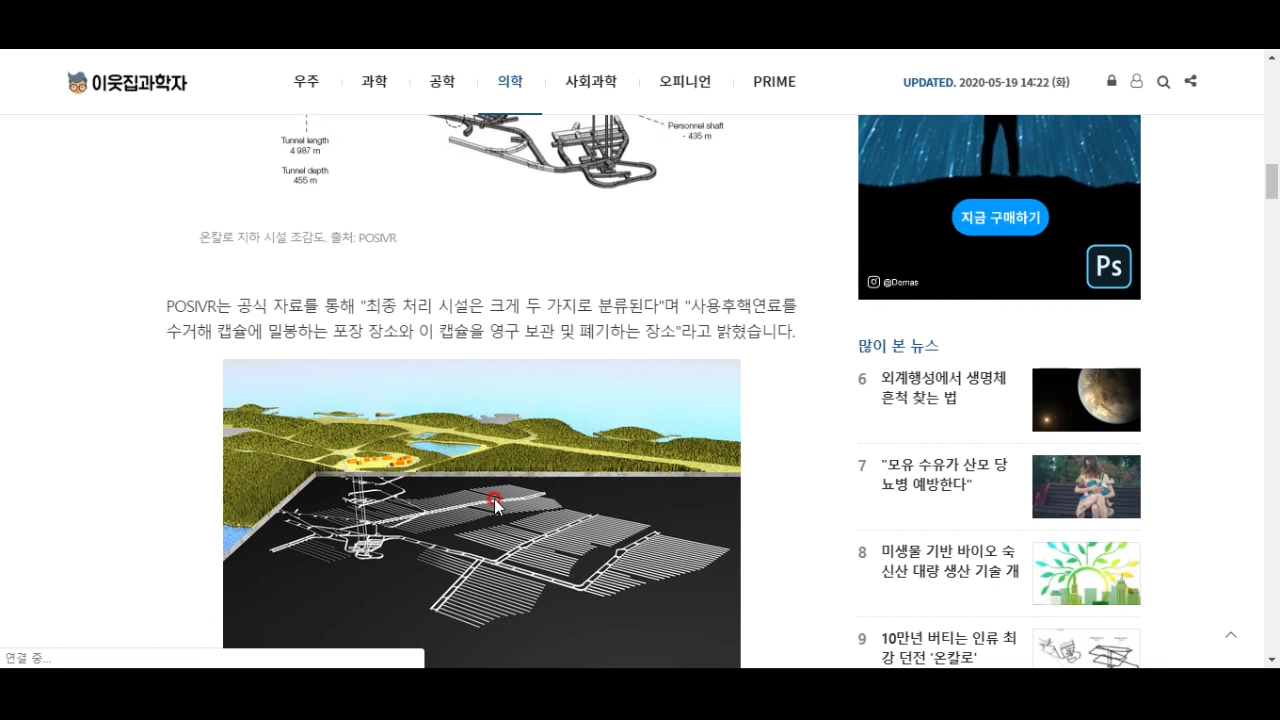 이웃집과학자
우주 과학 공학 의학 사회과학 오피니언 PRIME
UPDATED. 2020-05-19 14:22 (화)
Tunnel length
4 987 m
Tunnel depth
455 m
Personnel shaft
- 435 m
온칼로 지하 시설 조감도. 출처: POSIVR
POSIVR는 공식 자료를 통해 "최종 처리 시설은 크게 두 가지로 분류된다"며 "사용후핵연료를
수거해 캡슐에 밀봉하는 포장 장소와 이 캡슐을 영구 보관 및 폐기하는 장소"라고 밝혔습니다.
지금 구매하기
Ps
@Demas
많이 본 뉴스
6 외계행성에서 생명체
흔적 찾는 법
7 "모유 수유가 산모 당
뇨병 예방한다"
8 미생물 기반 바이오 숙
신산 대량 생산 기술 개
9 10만년 버티는 인류 최
강 던전 '온칼로'
연결 중...